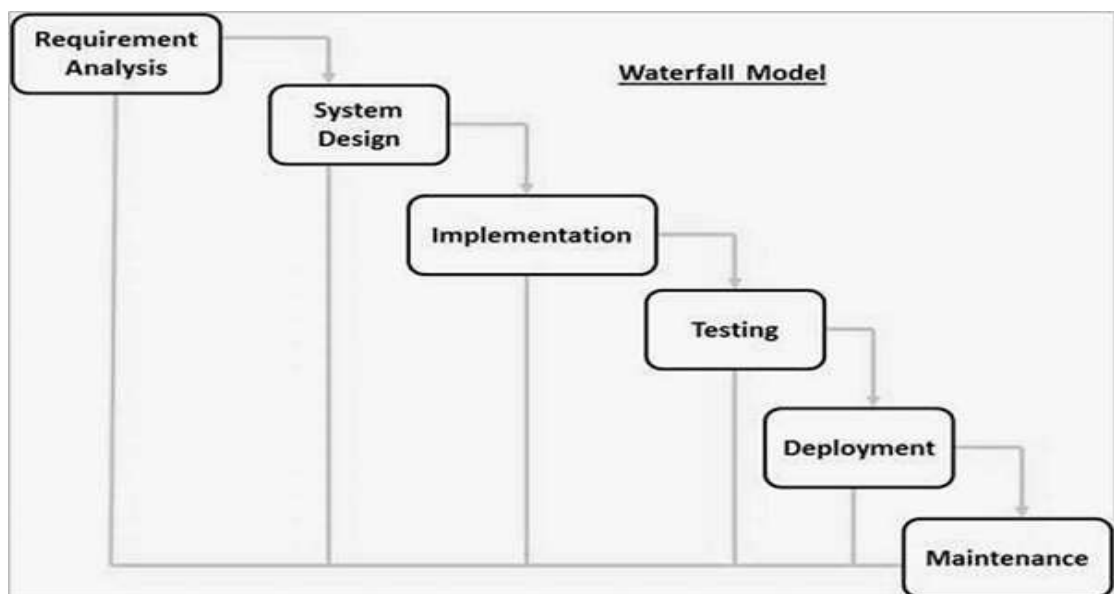 Requirement
Analysis
Waterfall Model
System
Design
Implementation
Testing
Deployment
Maintenance